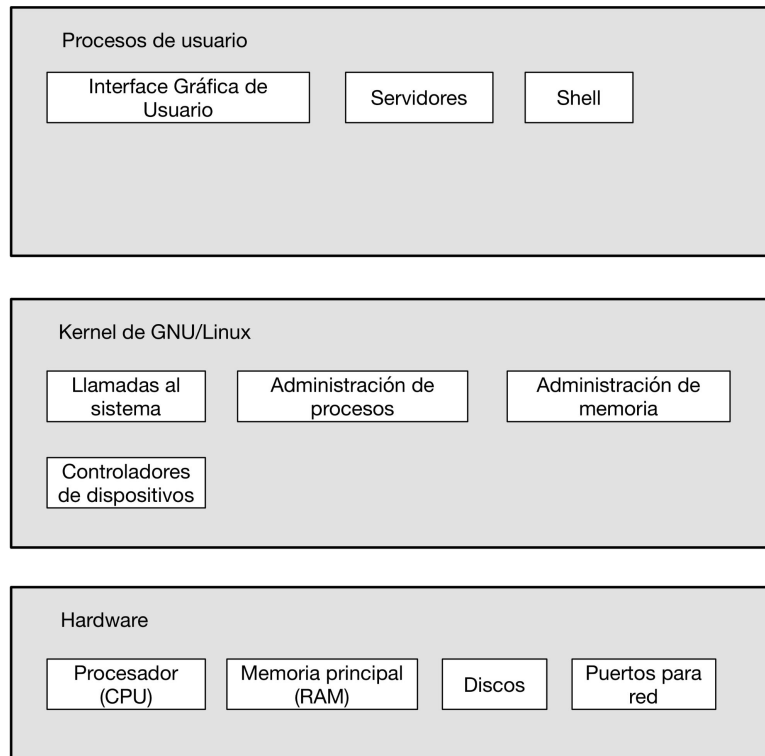 Procesos de usuario
Interface Gráfica de
Usuario
Servidores
Shell
Kernel de GNU/Linux
Llamadas al
sistema
Administración de
procesos
Administración de
memoria
Controladores
de dispositivos
Hardware
Procesador
(CPU)
Memoria principal
(RAM)
Discos
Puertos para
red